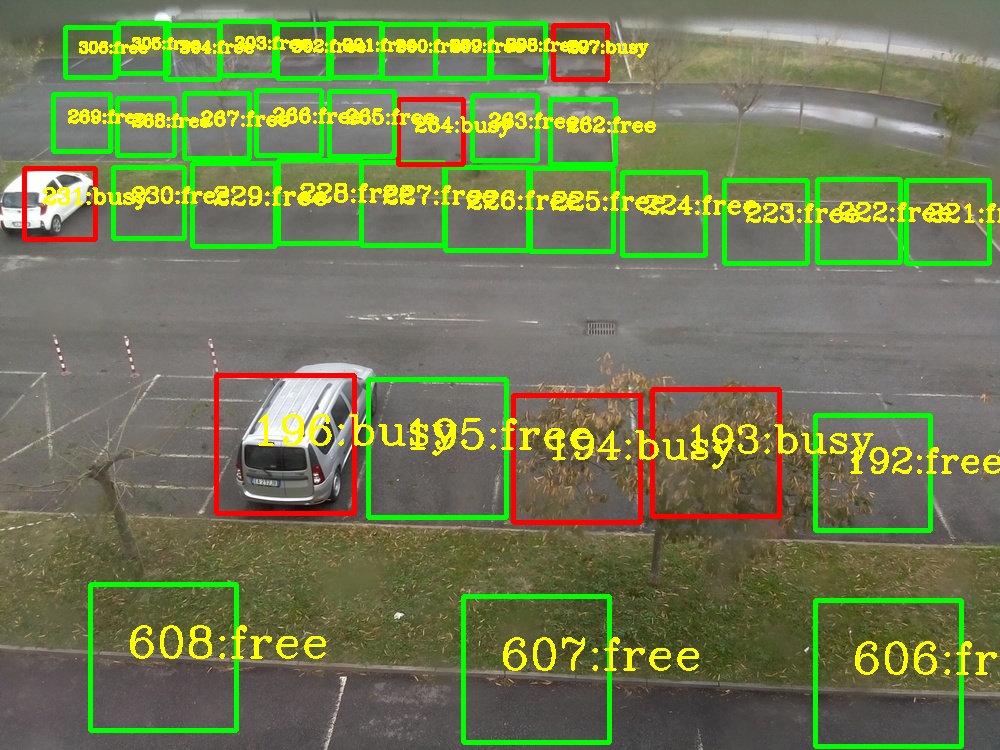 306:free 305:free 304:free 303:free 302:free 301:free 300:free 299:free 298:free 297:busy
269:free 268:free 267:free 266:free 265:free 264:busy 263:free 262:free
231:busy 230:free 229:free 228:free 227:free 226:free 225:free 224:free 223:free 222:free 221:f
196:busy 195:free 194:busy 193:busy 192:free
608:free 607:free 606:fr